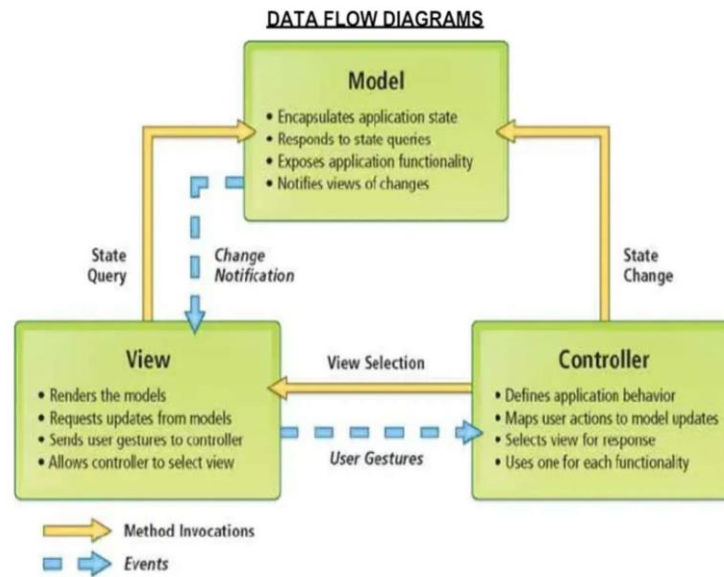 DATA FLOW DIAGRAMS
Model
• Encapsulates application state
• Responds to state queries
• Exposes application functionality
• Notifies views of changes
State
Query
Change
Notification
State
Change
View
• Renders the models
• Requests updates from models
• Sends user gestures to controller
• Allows controller to select view
View Selection
User Gestures
Controller
• Defines application behavior
• Maps user actions to model updates
• Selects view for response
• Uses one for each functionality
Method Invocations
Events